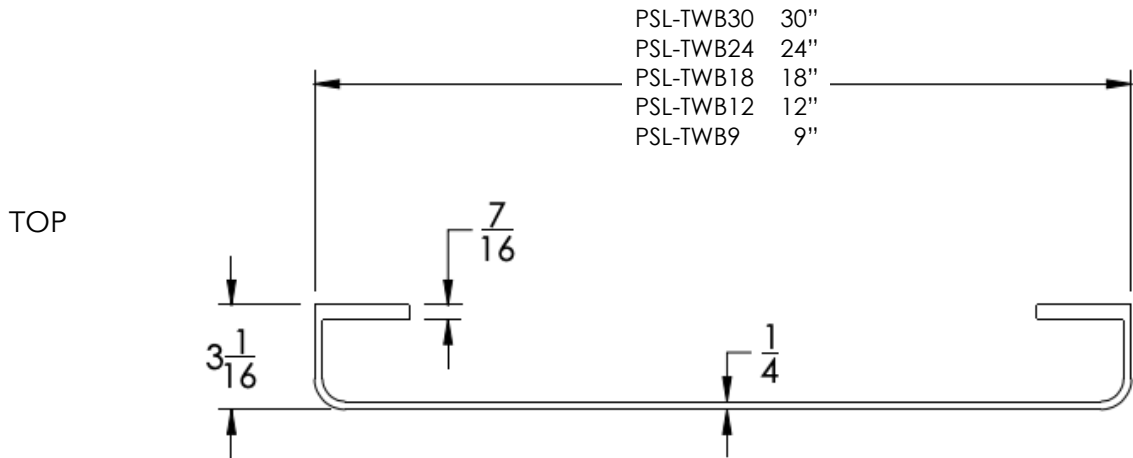 PSL-TWB30 30”
PSL-TWB24 24”
PSL-TWB18 18”
PSL-TWB12 12”
PSL-TWB9 9”
TOP
7/16
3 1/16
1/4